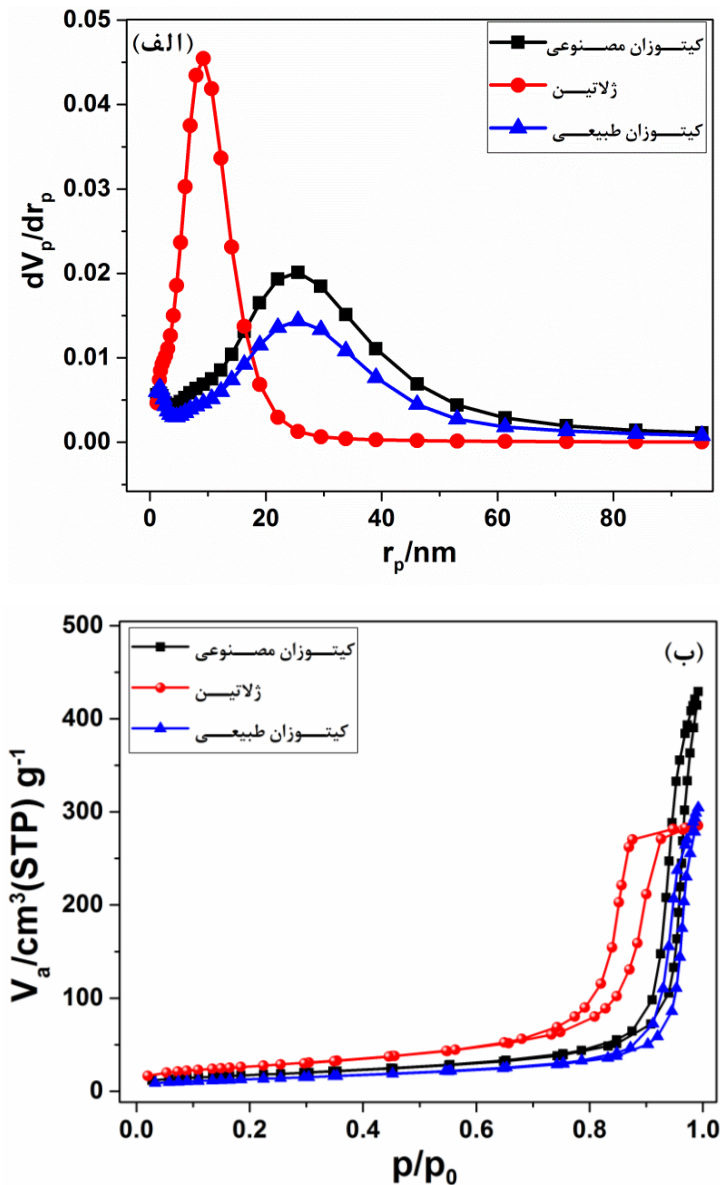 (الف)
کیتوزان مصنوعی
ژلاتین
کیتوزان طبیعی
0.05
0.04
0.03
0.02
0.01
0.00
dVp/drp
0 20 40 60 80
rp/nm
(ب)
کیتوزان مصنوعی
ژلاتین
کیتوزان طبیعی
500
400
300
200
100
0
Va/cm³(STP) g⁻¹
0.0 0.2 0.4 0.6 0.8 1.0
p/p₀